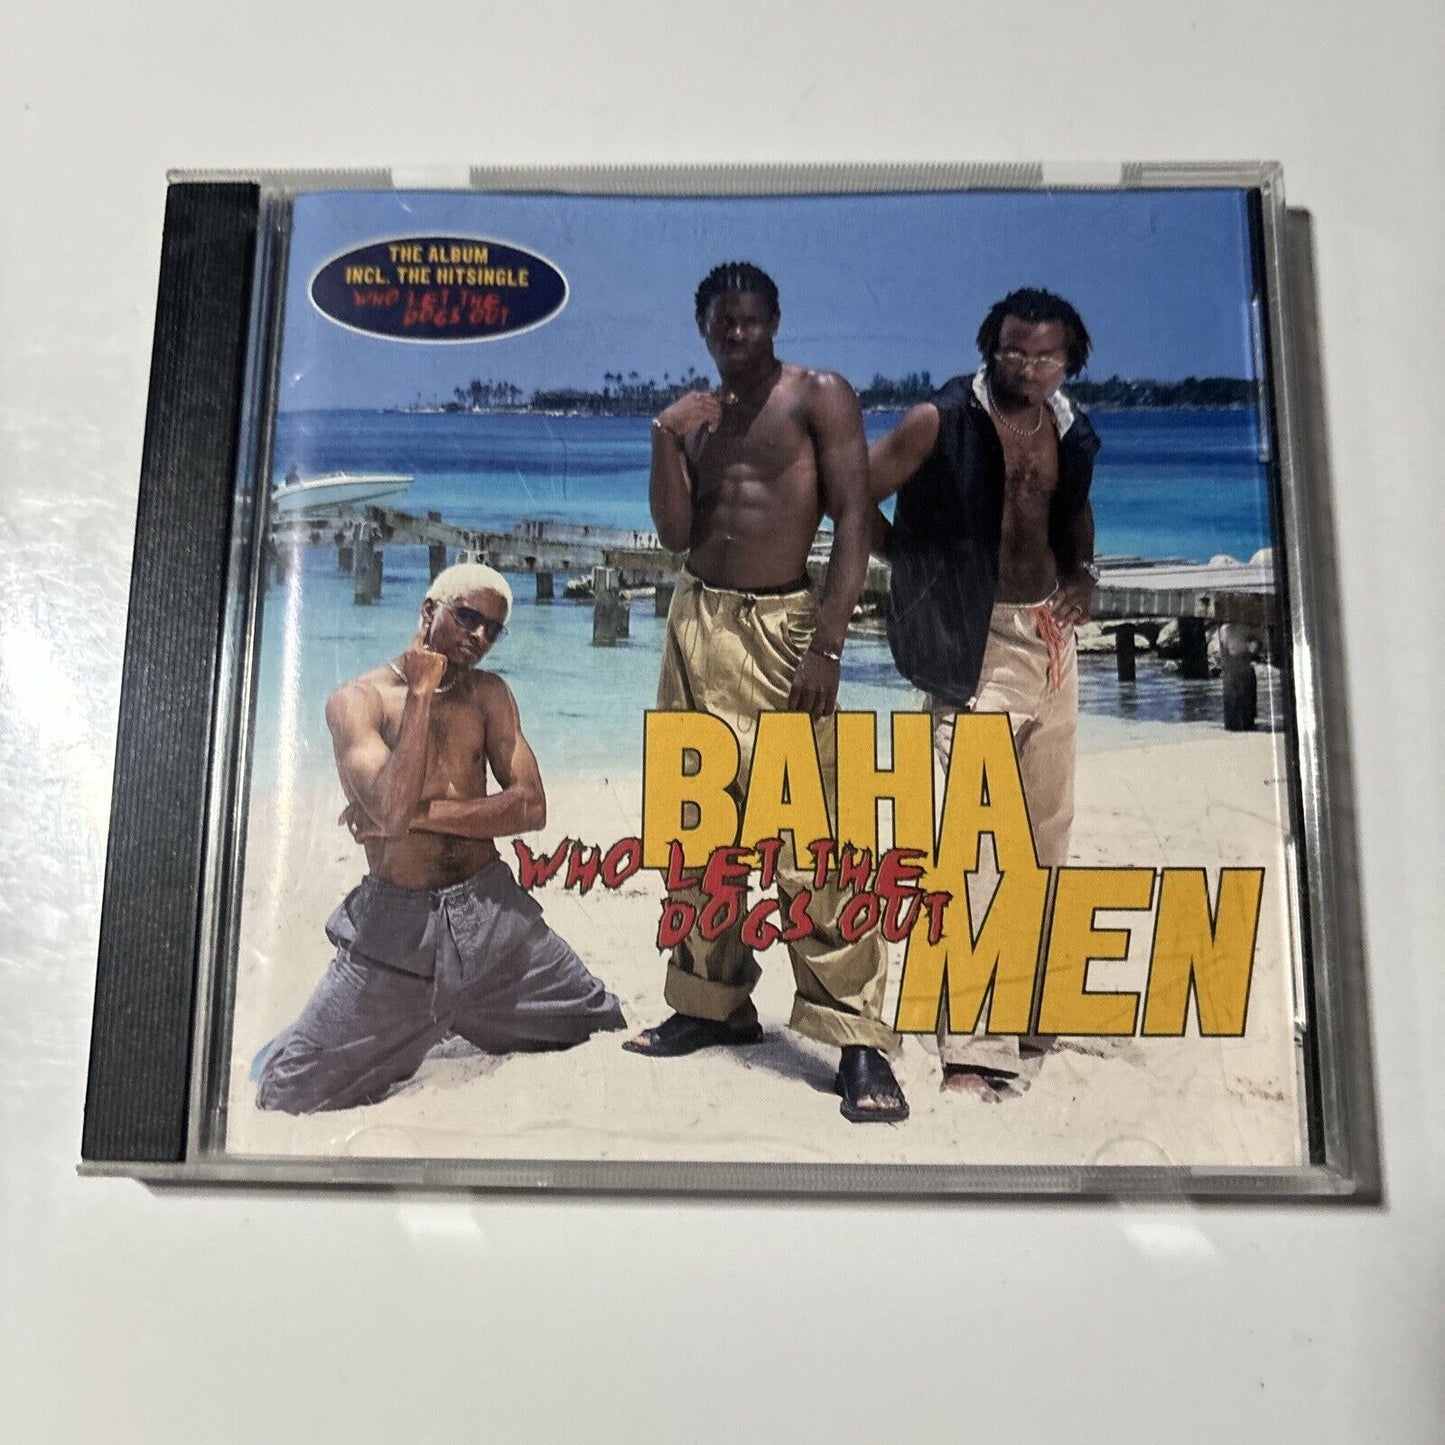 THE ALBUM
INCL. THE HITSINGLE
WHO LET THE
DOGS OUT
BAHA
MEN
WHO LET THE
DOGS OUT